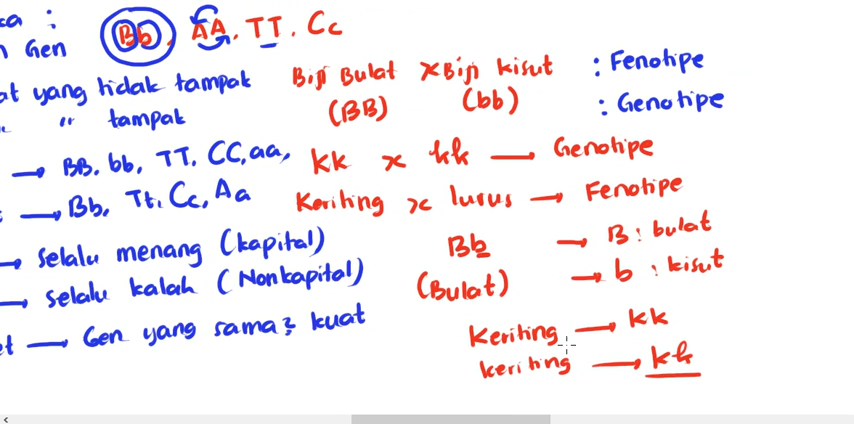 ca :
Gen Bb, AA, TT. Cc
at yang tidak tampak
" tampak
→ BB, bb, TT, CC, aa,
→ Bb, Tt, Cc, Aa
→ selalu menang (kapital)
→ selalu kalah (Nonkapital)
et → Gen yang sama2 kuat
Biji Bulat x Biji kisut : Fenotipe
(BB) (bb) : Genotipe
KK x kk → Genotipe
Keriting x lurus → Fenotipe
Bb → B : bulat
(Bulat) → b : kisut
Keriting → KK
keriting → Kk